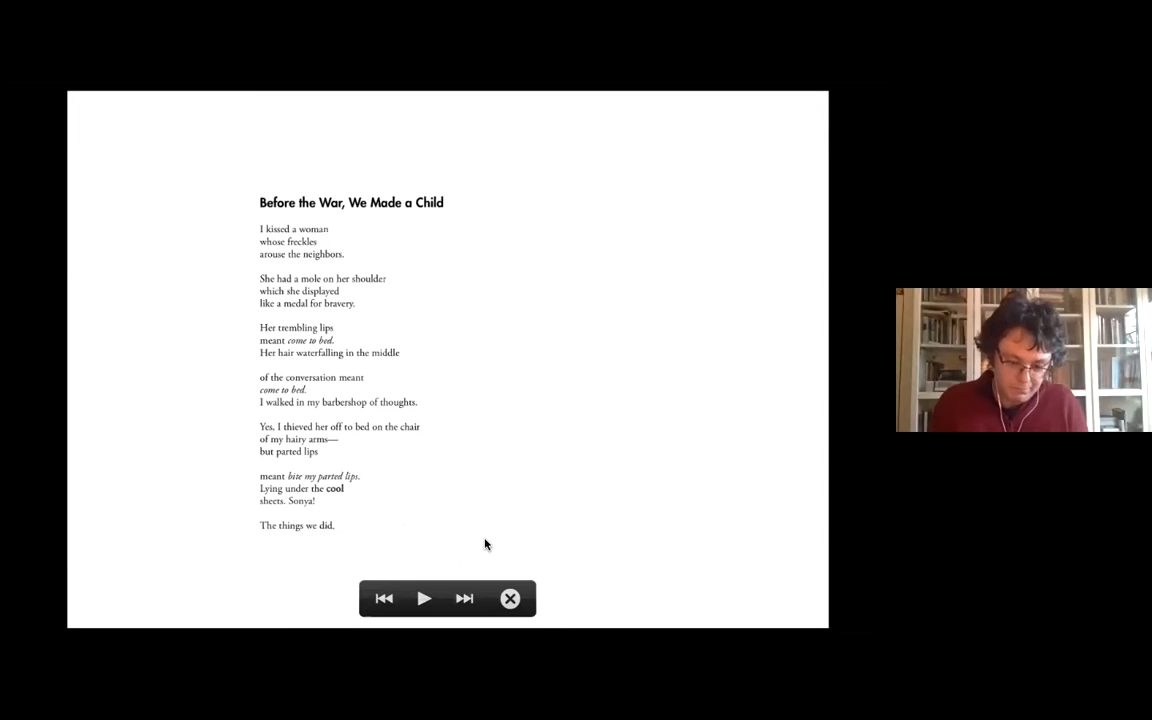 Before the War, We Made a Child
I kissed a woman
whose freckles
arouse the neighbors.
She had a mole on her shoulder
which she displayed
like a medal for bravery.
Her trembling lips
meant come to bed.
Her hair waterfalling in the middle
of the conversation meant
come to bed.
I walked in my barbershop of thoughts.
Yes, I thieved her off to bed on the chair
of my hairy arms—
but parted lips
meant bite my parted lips.
Lying under the cool
sheets. Sonya!
The things we did.